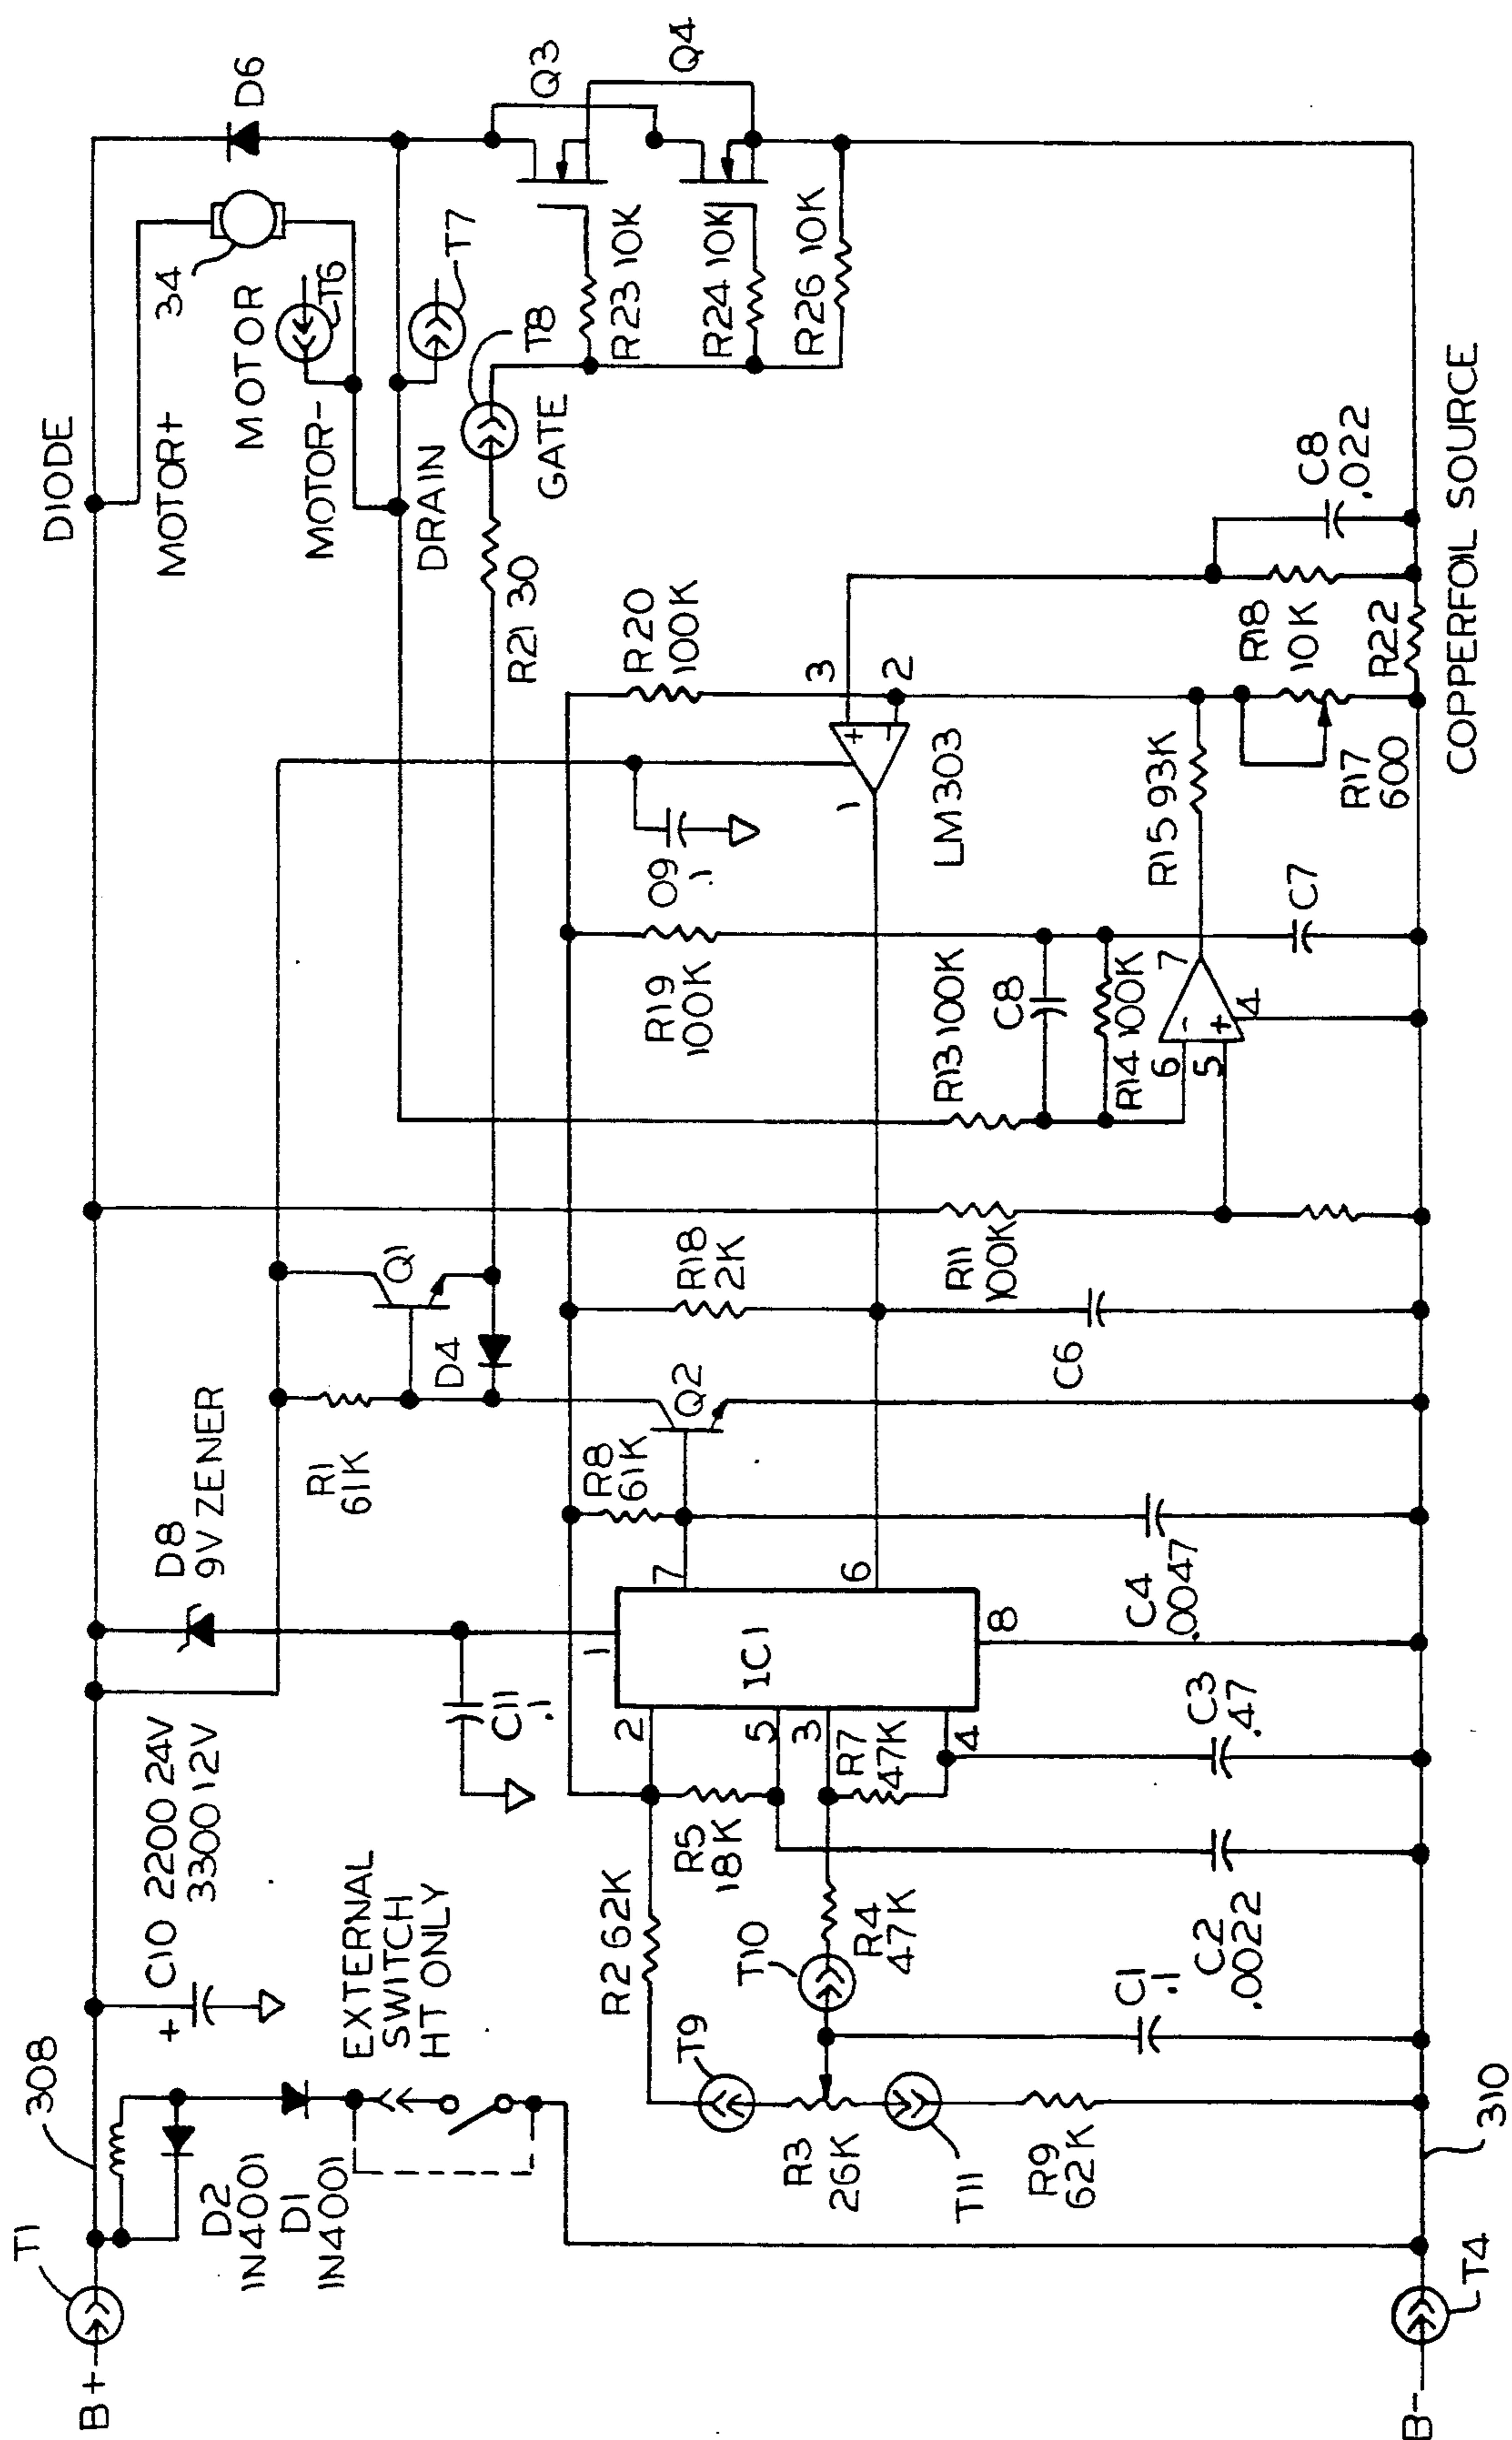 T1
308
B+
C10 2200 24V
3300 12V
+
D2
1N4001
D1
1N4001
EXTERNAL
SWITCH
HT ONLY
D8
9V ZENER
R1
61K
D4
Q1
DIODE
MOTOR+
34
MOTOR
T6
MOTOR-
DRAIN
T7
T8
GATE
R21 30
D6
Q3
Q4
R23 10K
R24 10K
R26 10K
C11
.1
R2 62K
T9
R3
26K
T10
R4
47K
T11
R9
62K
C1
.1
C2
.0022
R5
18K
R7
47K
C3
.47
IC1
1
2
5
3
4
7
6
8
R8
61K
Q2
C4
.0047
R18
2K
C6
R11
100K
R19
100K
O9
.1
R20
100K
3
2
+
-
1
LM303
R13 100K
C8
R14 100K
6
5
-
+
7
4
R15 93K
C7
R17
600
R18
10K
R22
C8
.022
COPPERFOIL SOURCE
B-
T4
310